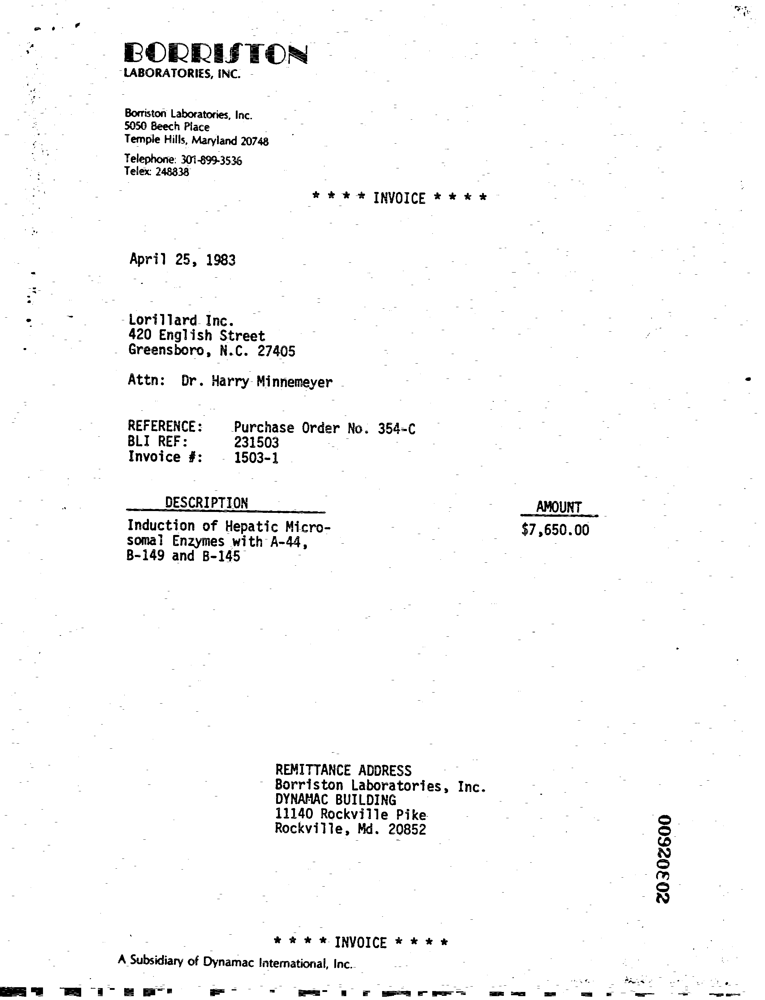 BORRISTON
LABORATORIES, INC.
Borriston Laboratories, Inc.
5050 Beech Place
Temple Hills, Maryland 20748
Telephone: 301-899-3536
Telex: 248838
* * * * INVOICE * * * *
April 25, 1983
Lorillard Inc.
420 English Street
Greensboro, N.C. 27405
Attn: Dr. Harry Minnemeyer
REFERENCE: Purchase Order No. 354-C
BLI REF: 231503
Invoice #: 1503-1
DESCRIPTION AMOUNT
Induction of Hepatic Micro- $7,650.00
somal Enzymes with A-44,
B-149 and B-145
REMITTANCE ADDRESS
Borriston Laboratories, Inc.
DYNAMAC BUILDING
11140 Rockville Pike
Rockville, Md. 20852
00920302
* * * * INVOICE * * * *
A Subsidiary of Dynamac International, Inc.